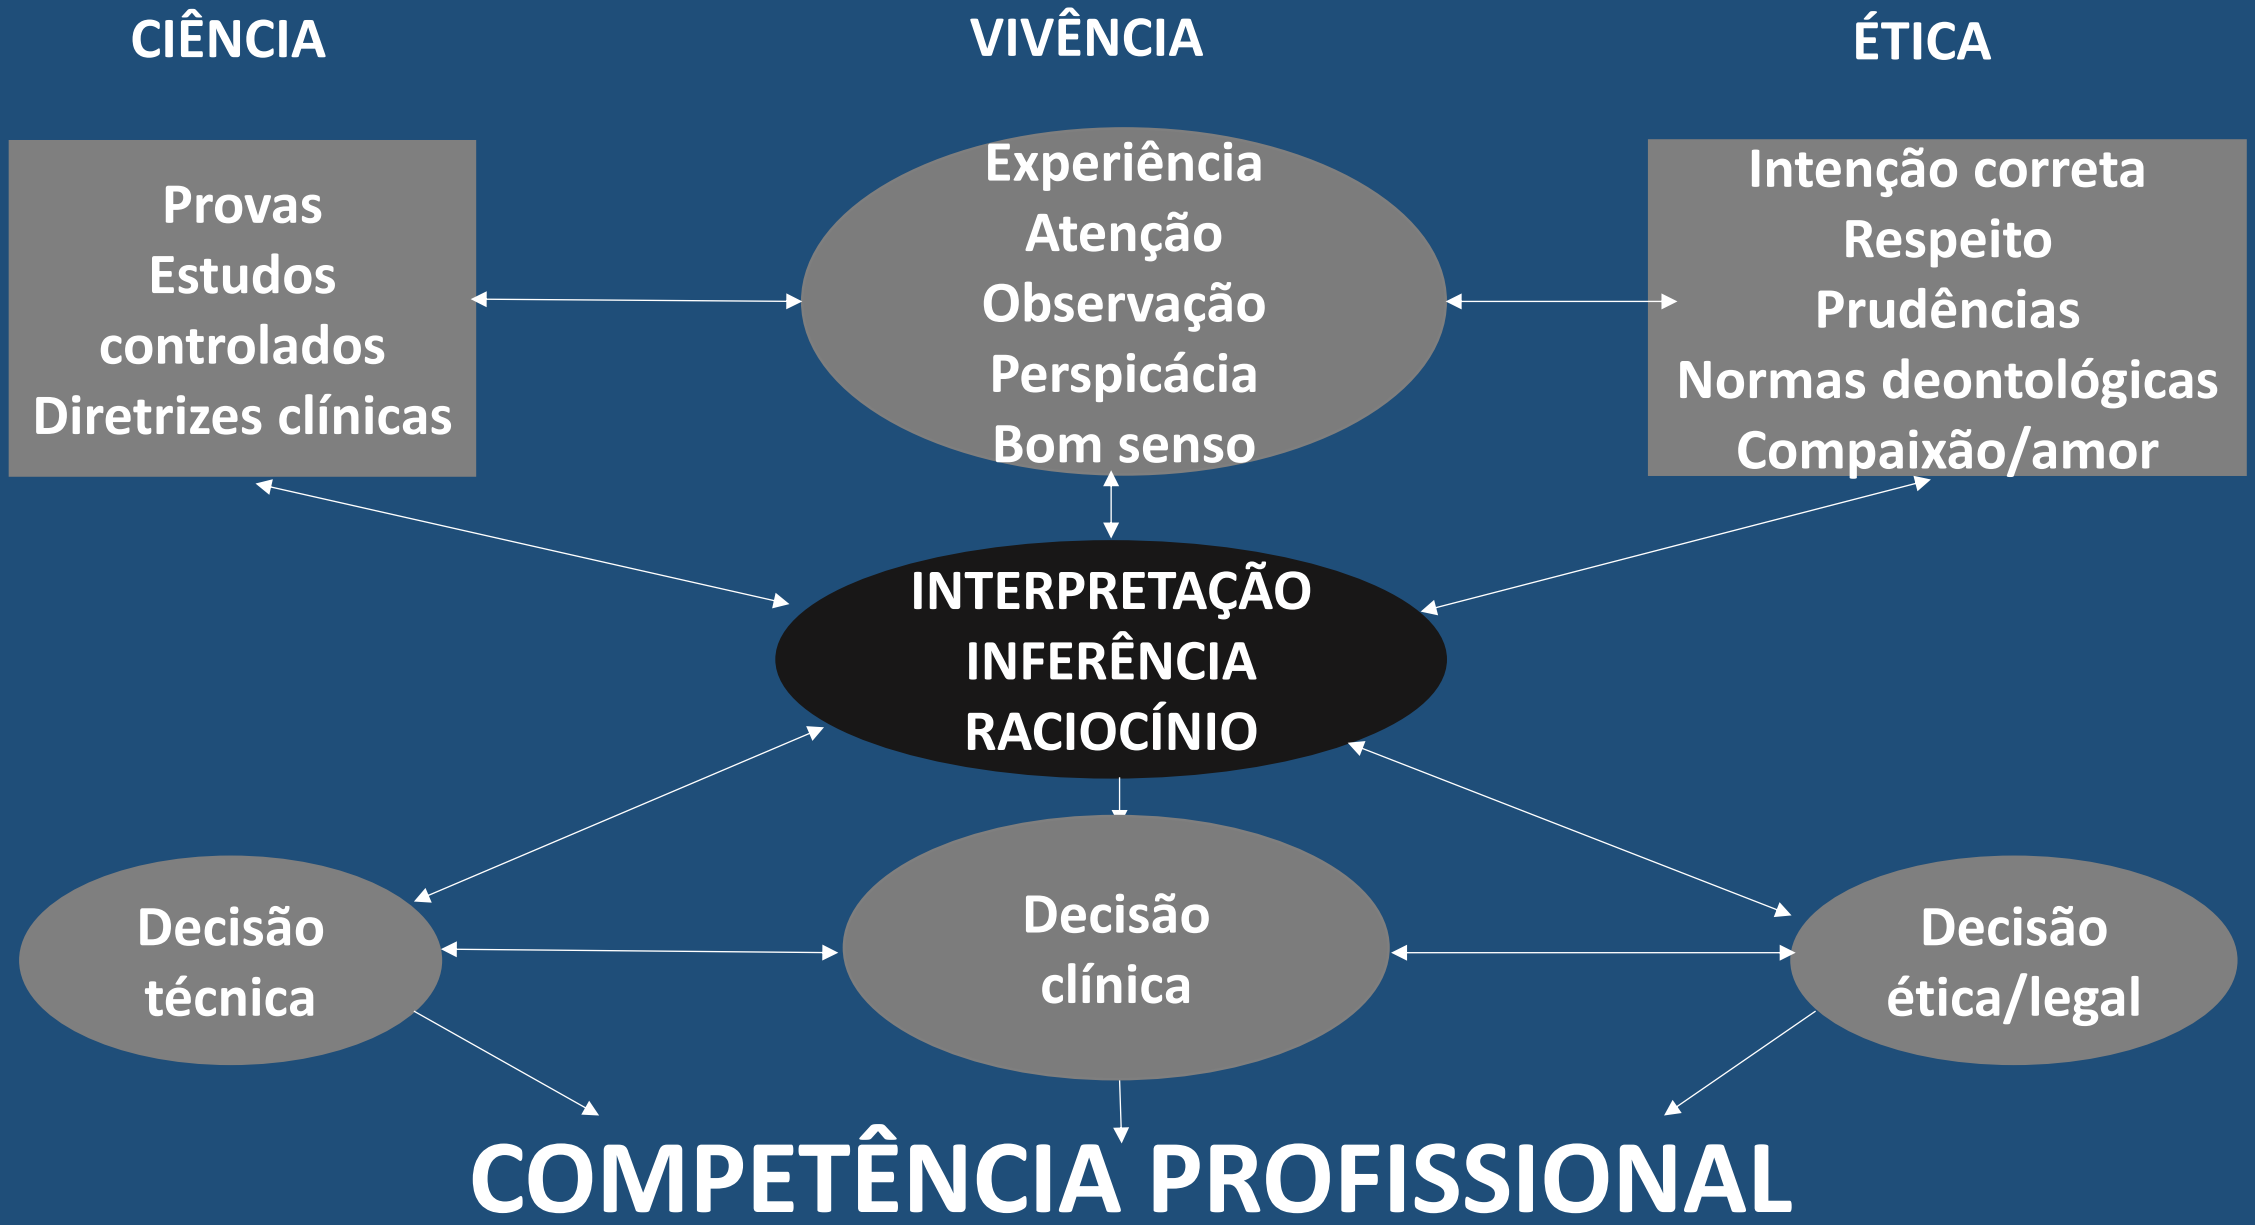 CIÊNCIA
VIVÊNCIA
ÉTICA
Provas
Estudos
controlados
Diretrizes clínicas
Experiência
Atenção
Observação
Perspicácia
Bom senso
Intenção correta
Respeito
Prudências
Normas deontológicas
Compaixão/amor
INTERPRETAÇÃO
INFERÊNCIA
RACIOCÍNIO
Decisão
técnica
Decisão
clínica
Decisão
ética/legal
COMPETÊNCIA PROFISSIONAL